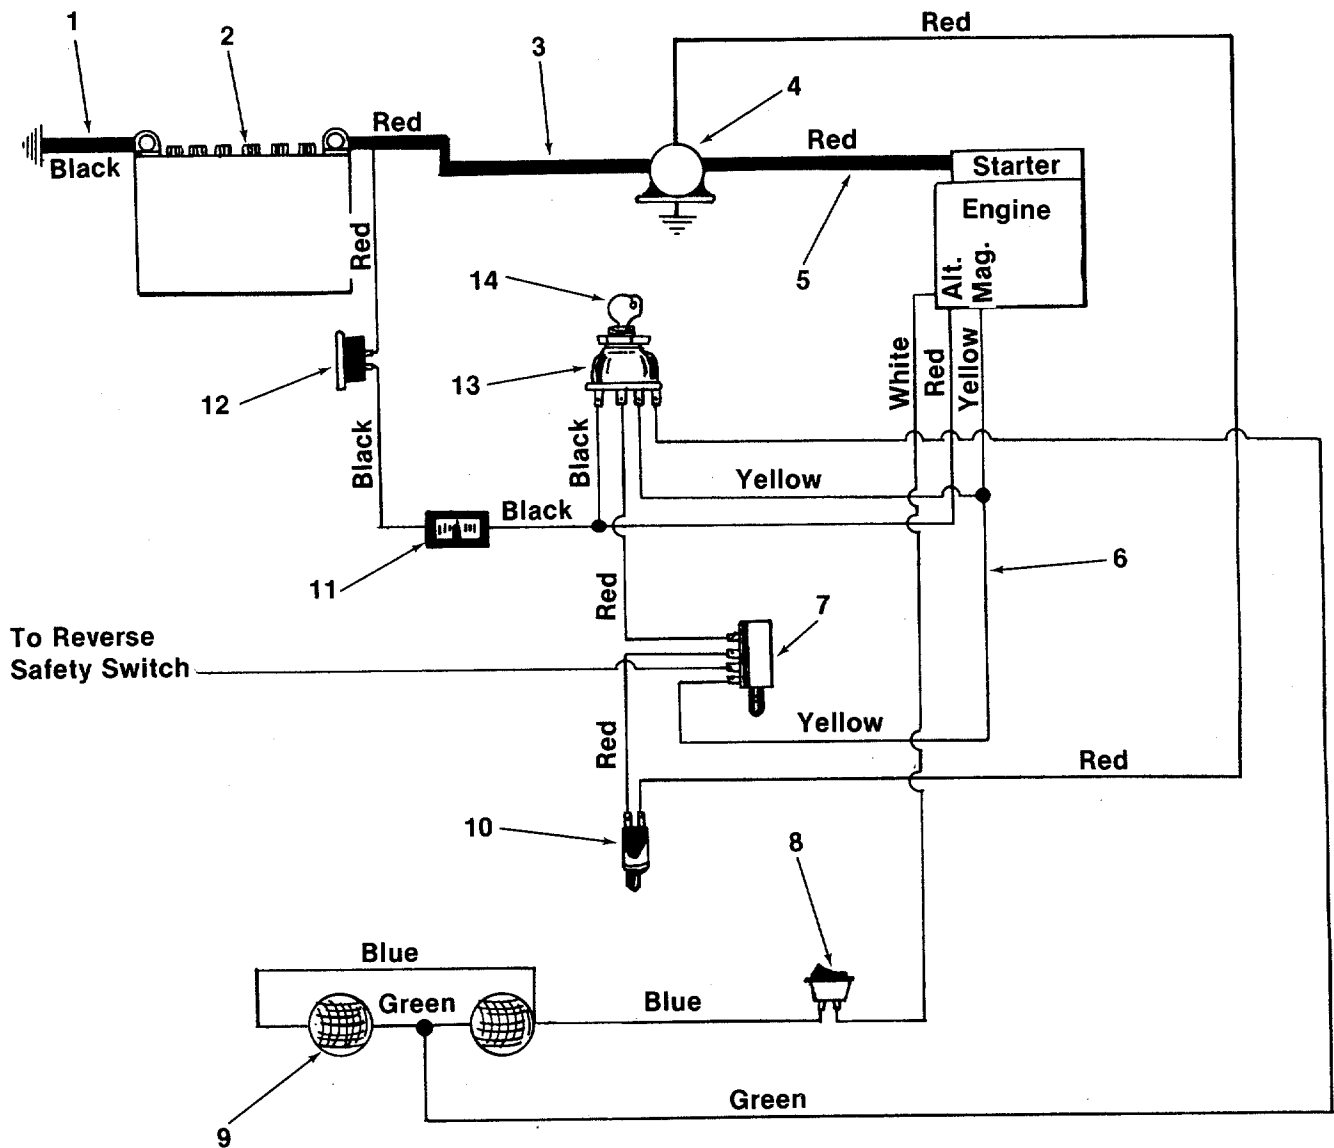 Red
1
2
3
4
Red
Red
Black
Starter
Engine
Alt.
Mag.
Red
5
14
13
12
White
Red
Yellow
Black
Black
Yellow
Black
11
6
Red
7
To Reverse
Safety Switch
Yellow
Red
Red
10
8
Blue
Green
Blue
9
Green